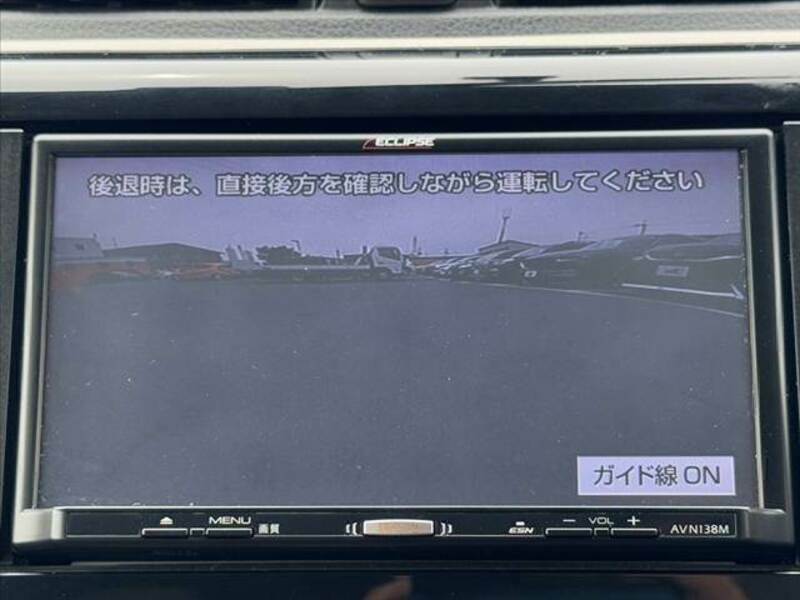 ECLIPSE
後退時は、直接後方を確認しながら運転してください
ガイド線 ON
MENU
画質
ESN
− VOL +
AVN138M